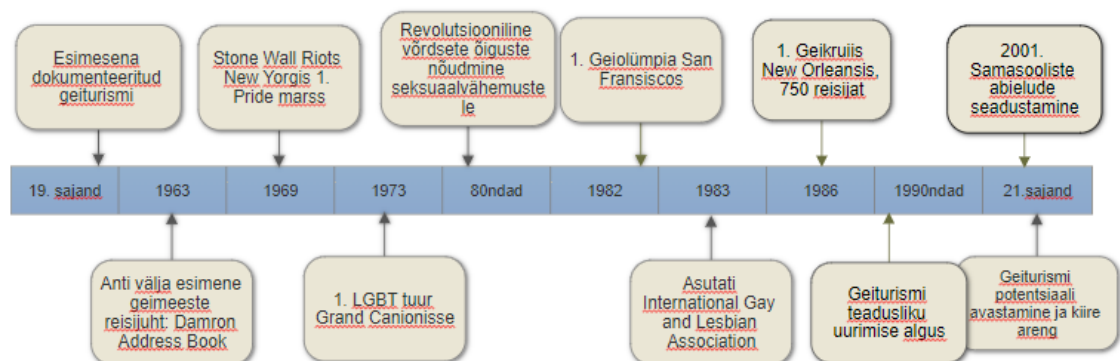 Esimesena
dokumenteeritud
geiturismi
Stone Wall Riots
New Yorgis 1.
Pride marss
Revolutsiooniline
võrdsete õiguste
nõudmine
seksuaalvähemuste
le
1. Geiolümpia San
Fransiscos
1. Geikruiis
New Orleansis,
750 reisijat
2001.
Samasooliste
abielude
seadustamine
19. sajand
1963
1969
1973
80ndad
1982
1983
1986
1990ndad
21.sajand
Anti välja esimene
geimeeste
reisijuht: Damron
Address Book
1. LGBT tuur
Grand Canionisse
Asutati
International Gay
and Lesbian
Association
Geiturismi
teadusliku
uurimise algus
Geiturismi
potentsiaali
avastamine ja kiire
areng